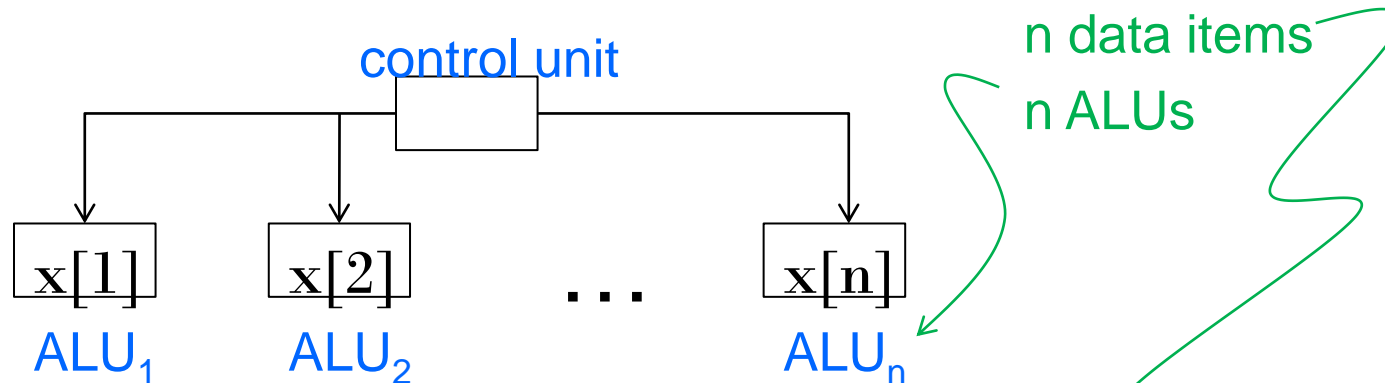 control unit
n data items
n ALUs
x[1] x[2] ... x[n]
ALU₁ ALU₂ ALUₙ